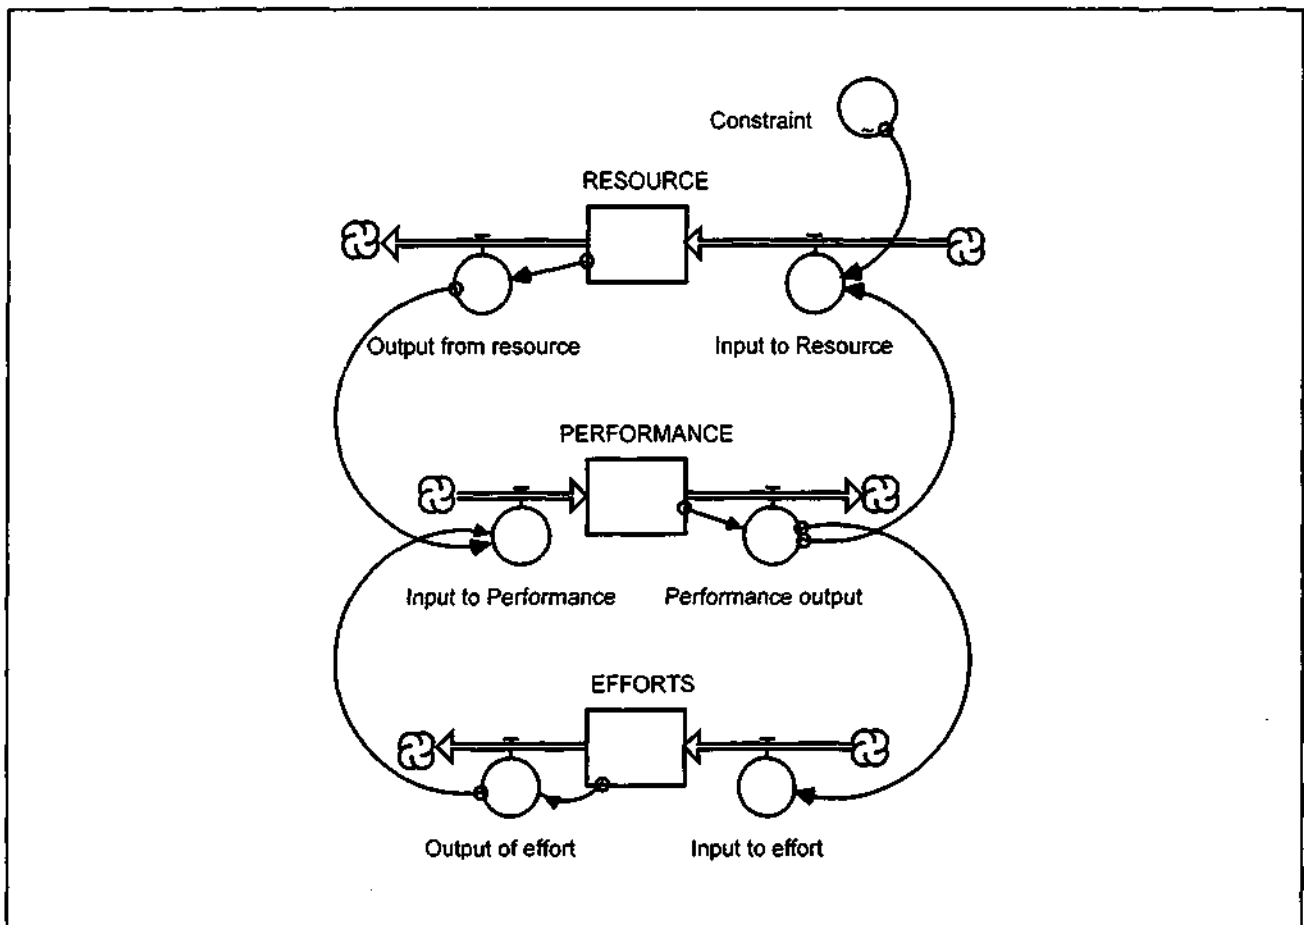 Constraint
RESOURCE
Output from resource
Input to Resource
PERFORMANCE
Input to Performance
Performance output
EFFORTS
Output of effort
Input to effort